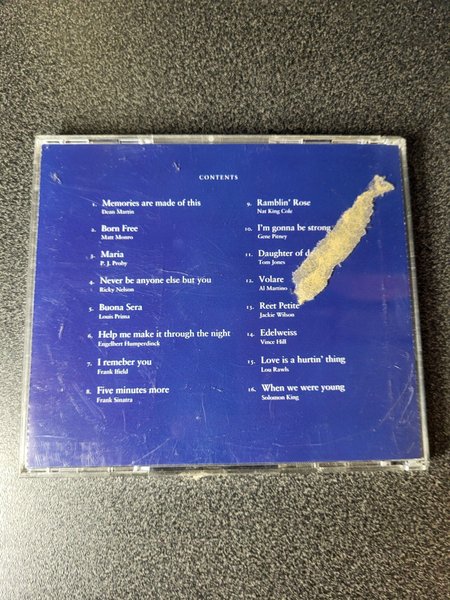 CONTENTS
1. Memories are made of this
Dean Martin
2. Born Free
Matt Monro
3. Maria
P. J. Proby
4. Never be anyone else but you
Ricky Nelson
5. Buona Sera
Louis Prima
6. Help me make it through the night
Engelbert Humperdinck
7. I remeber you
Frank Ifield
8. Five minutes more
Frank Sinatra
9. Ramblin' Rose
Nat King Cole
10. I'm gonna be strong
Gene Pitney
11. Daughter of
Tom Jones
12. Volare
Al Martino
13. Reet Petite
Jackie Wilson
14. Edelweiss
Vince Hill
15. Love is a hurtin' thing
Lou Rawls
16. When we were young
Solomon King